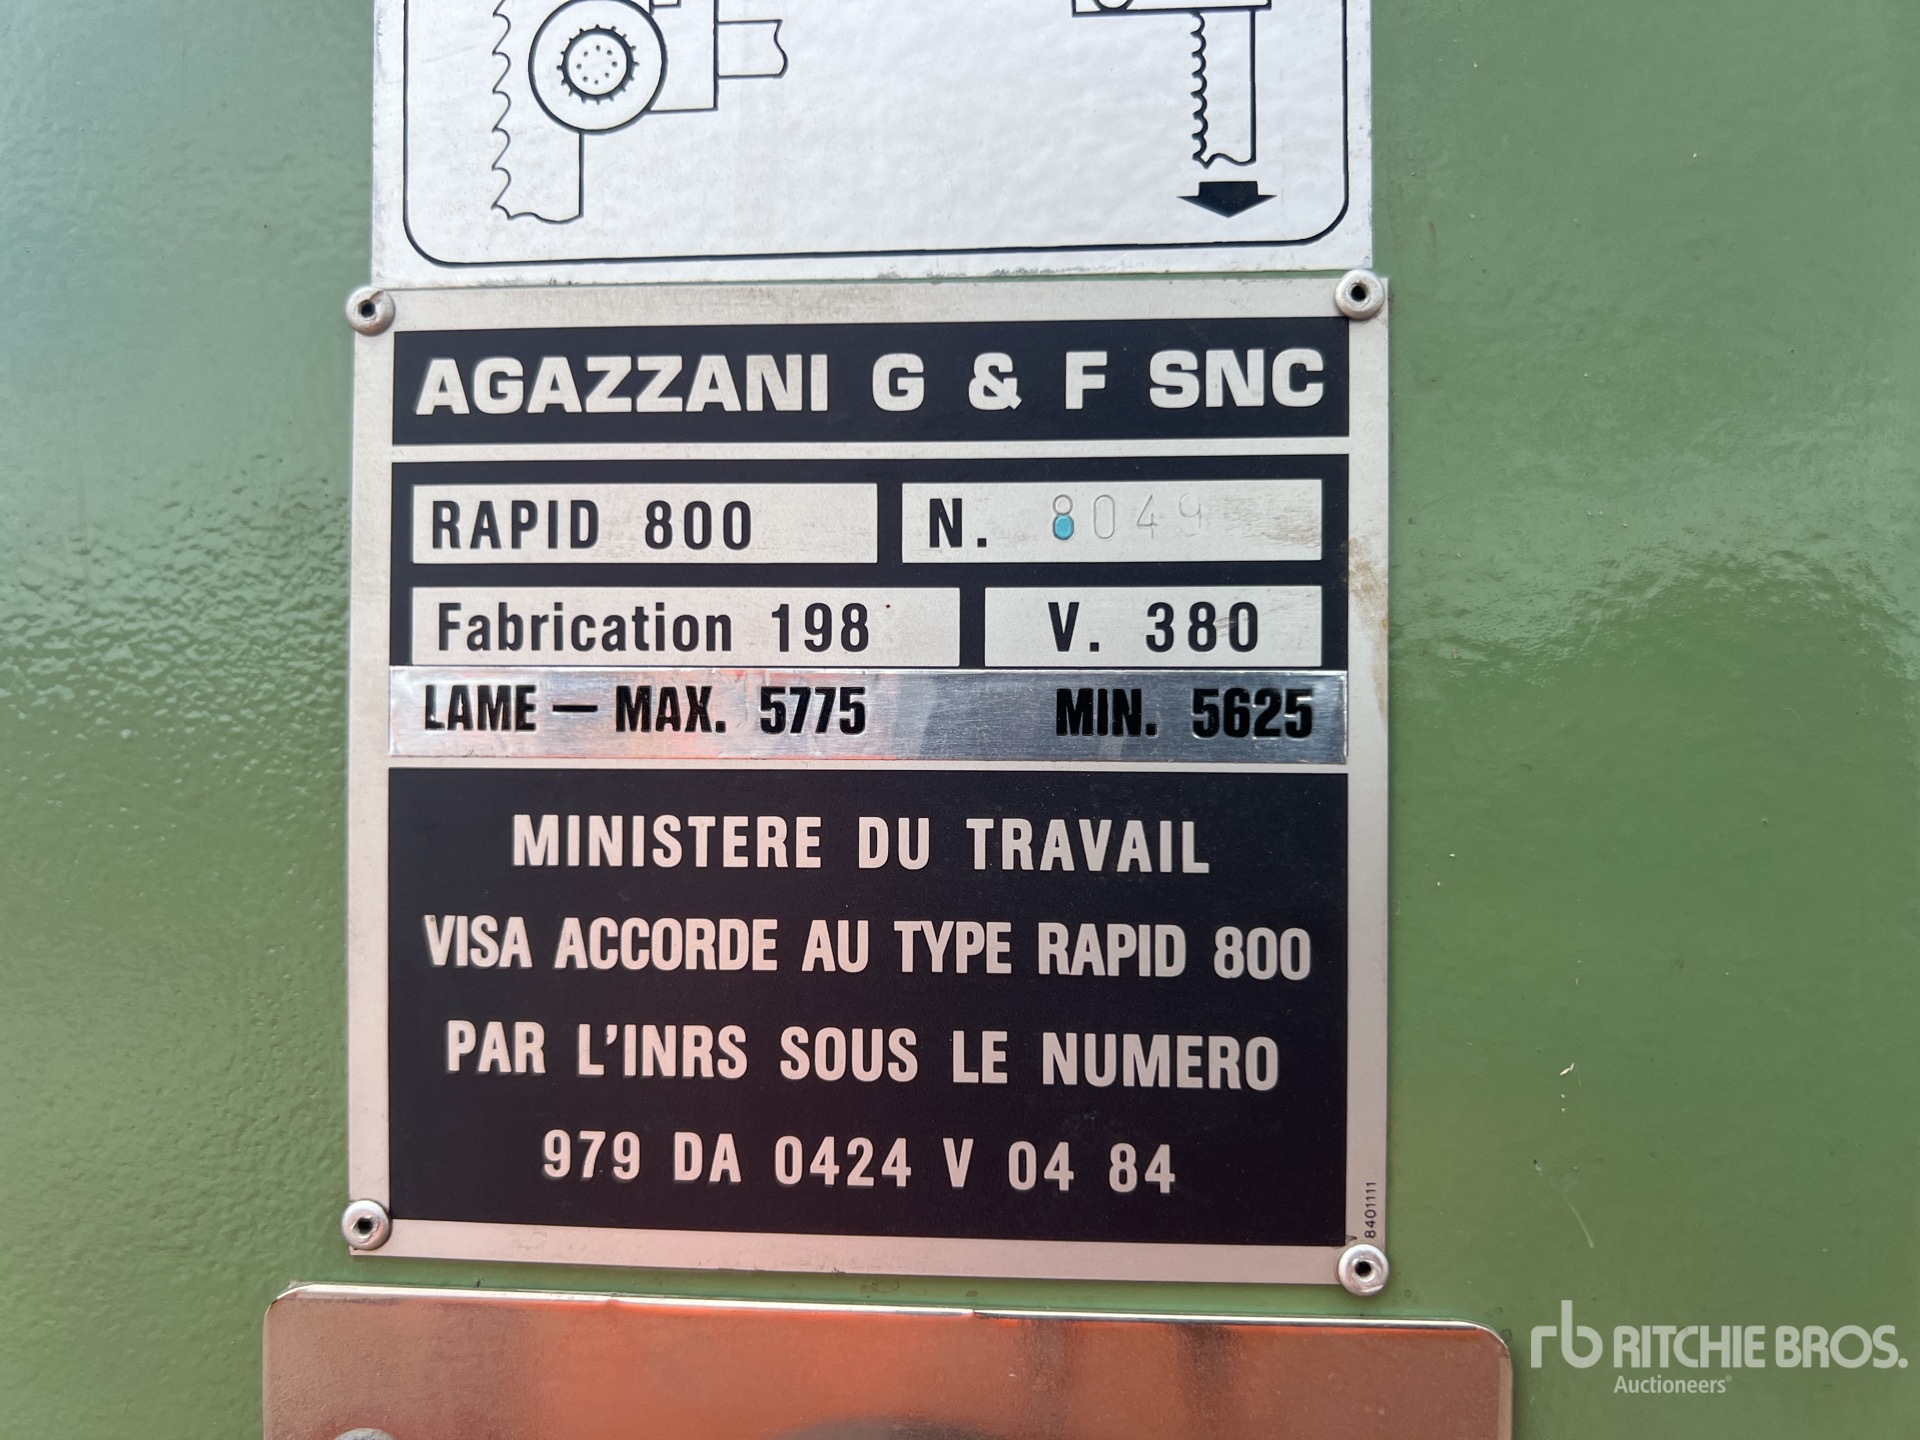 AGAZZANI G & F SNC
RAPID 800 N. 8049
Fabrication 198 V. 380
LAME — MAX. 5775 MIN. 5625
MINISTERE DU TRAVAIL
VISA ACCORDE AU TYPE RAPID 800
PAR L'INRS SOUS LE NUMERO
979 DA 0424 V 04 84
8401111
rb RITCHIE BROS.
Auctioneers